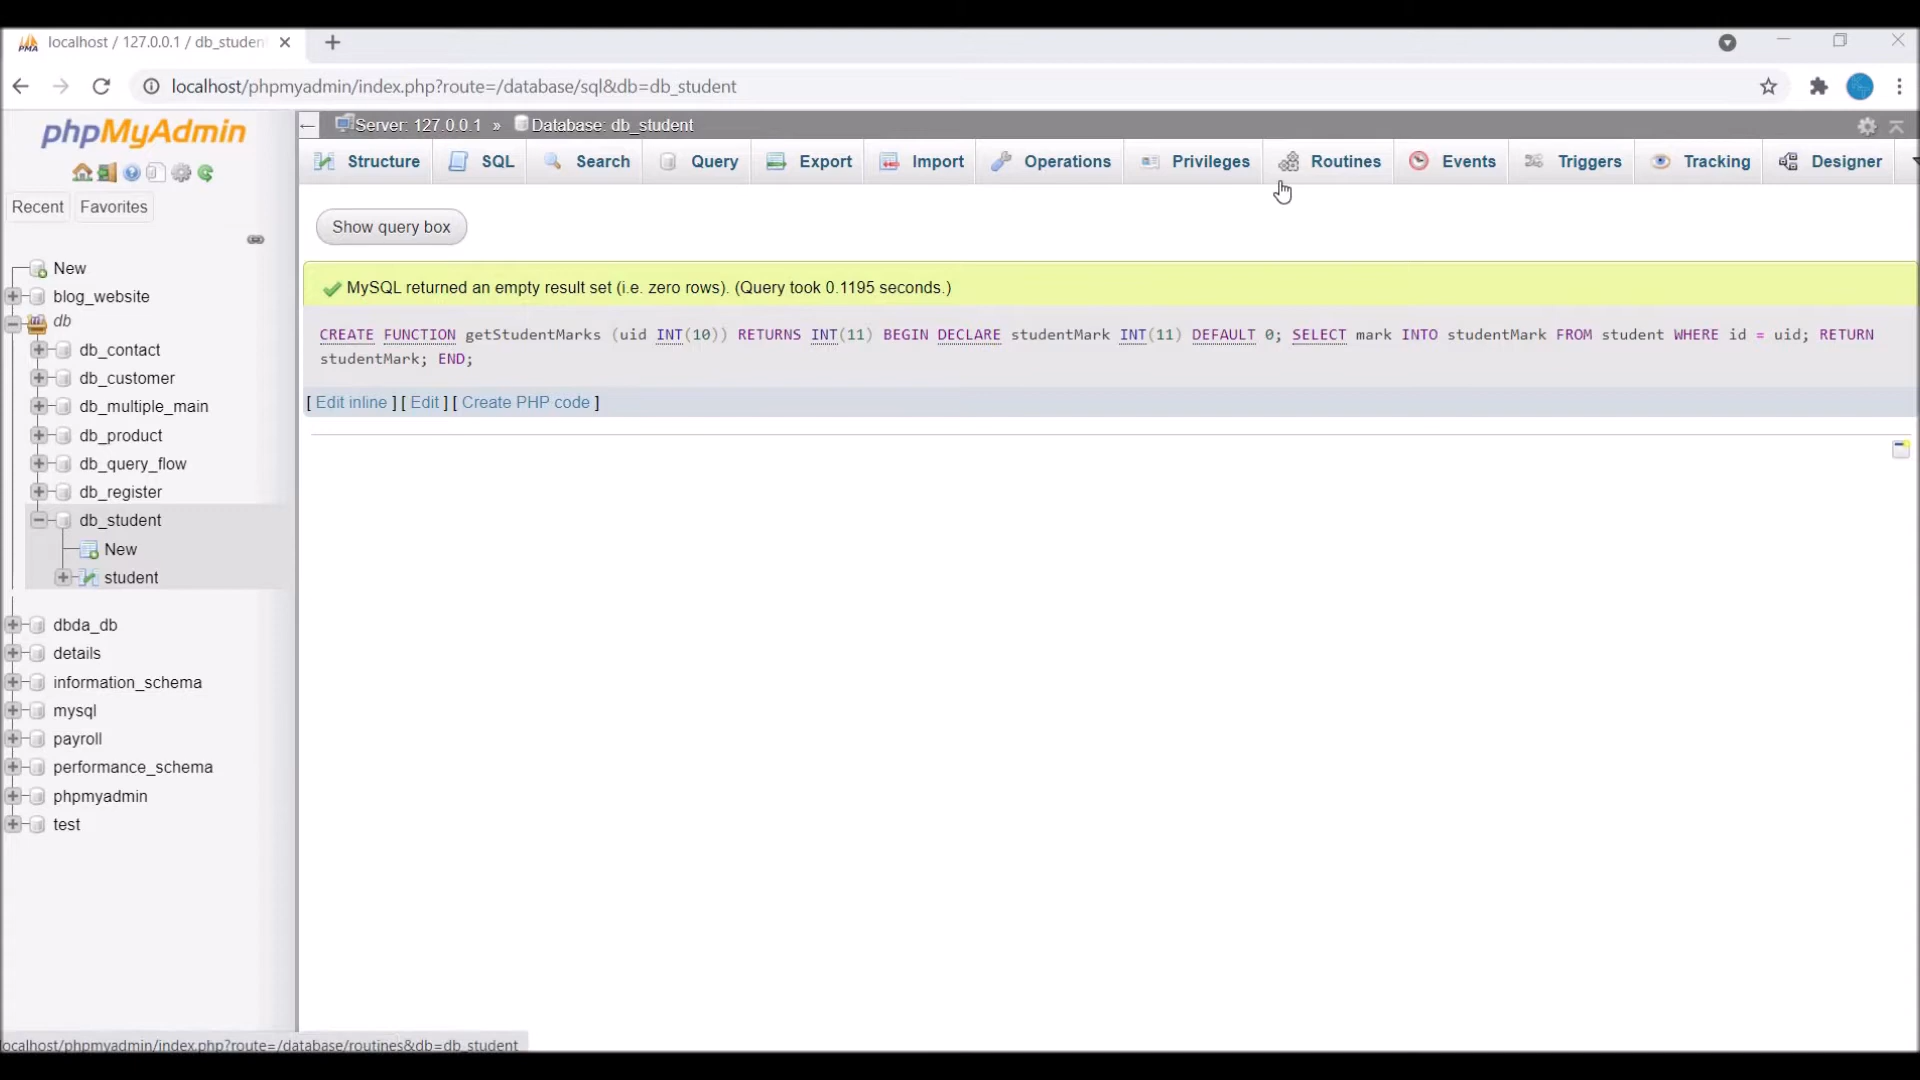 localhost / 127.0.0.1 / db_studen
localhost/phpmyadmin/index.php?route=/database/sql&db=db_student
phpMyAdmin
Recent
Favorites
New
blog_website
db
db_contact
db_customer
db_multiple_main
db_product
db_query_flow
db_register
db_student
New
student
dbda_db
details
information_schema
mysql
payroll
performance_schema
phpmyadmin
test
Server: 127.0.0.1 » Database: db_student
Structure SQL Search Query Export Import Operations Privileges Routines Events Triggers Tracking Designer
Show query box
MySQL returned an empty result set (i.e. zero rows). (Query took 0.1195 seconds.)
CREATE FUNCTION getStudentMarks (uid INT(10)) RETURNS INT(11) BEGIN DECLARE studentMark INT(11) DEFAULT 0; SELECT mark INTO studentMark FROM student WHERE id = uid; RETURN
studentMark; END;
[ Edit inline ] [ Edit ] [ Create PHP code ]
localhost/phpmyadmin/index.php?route=/database/routines&db=db_student